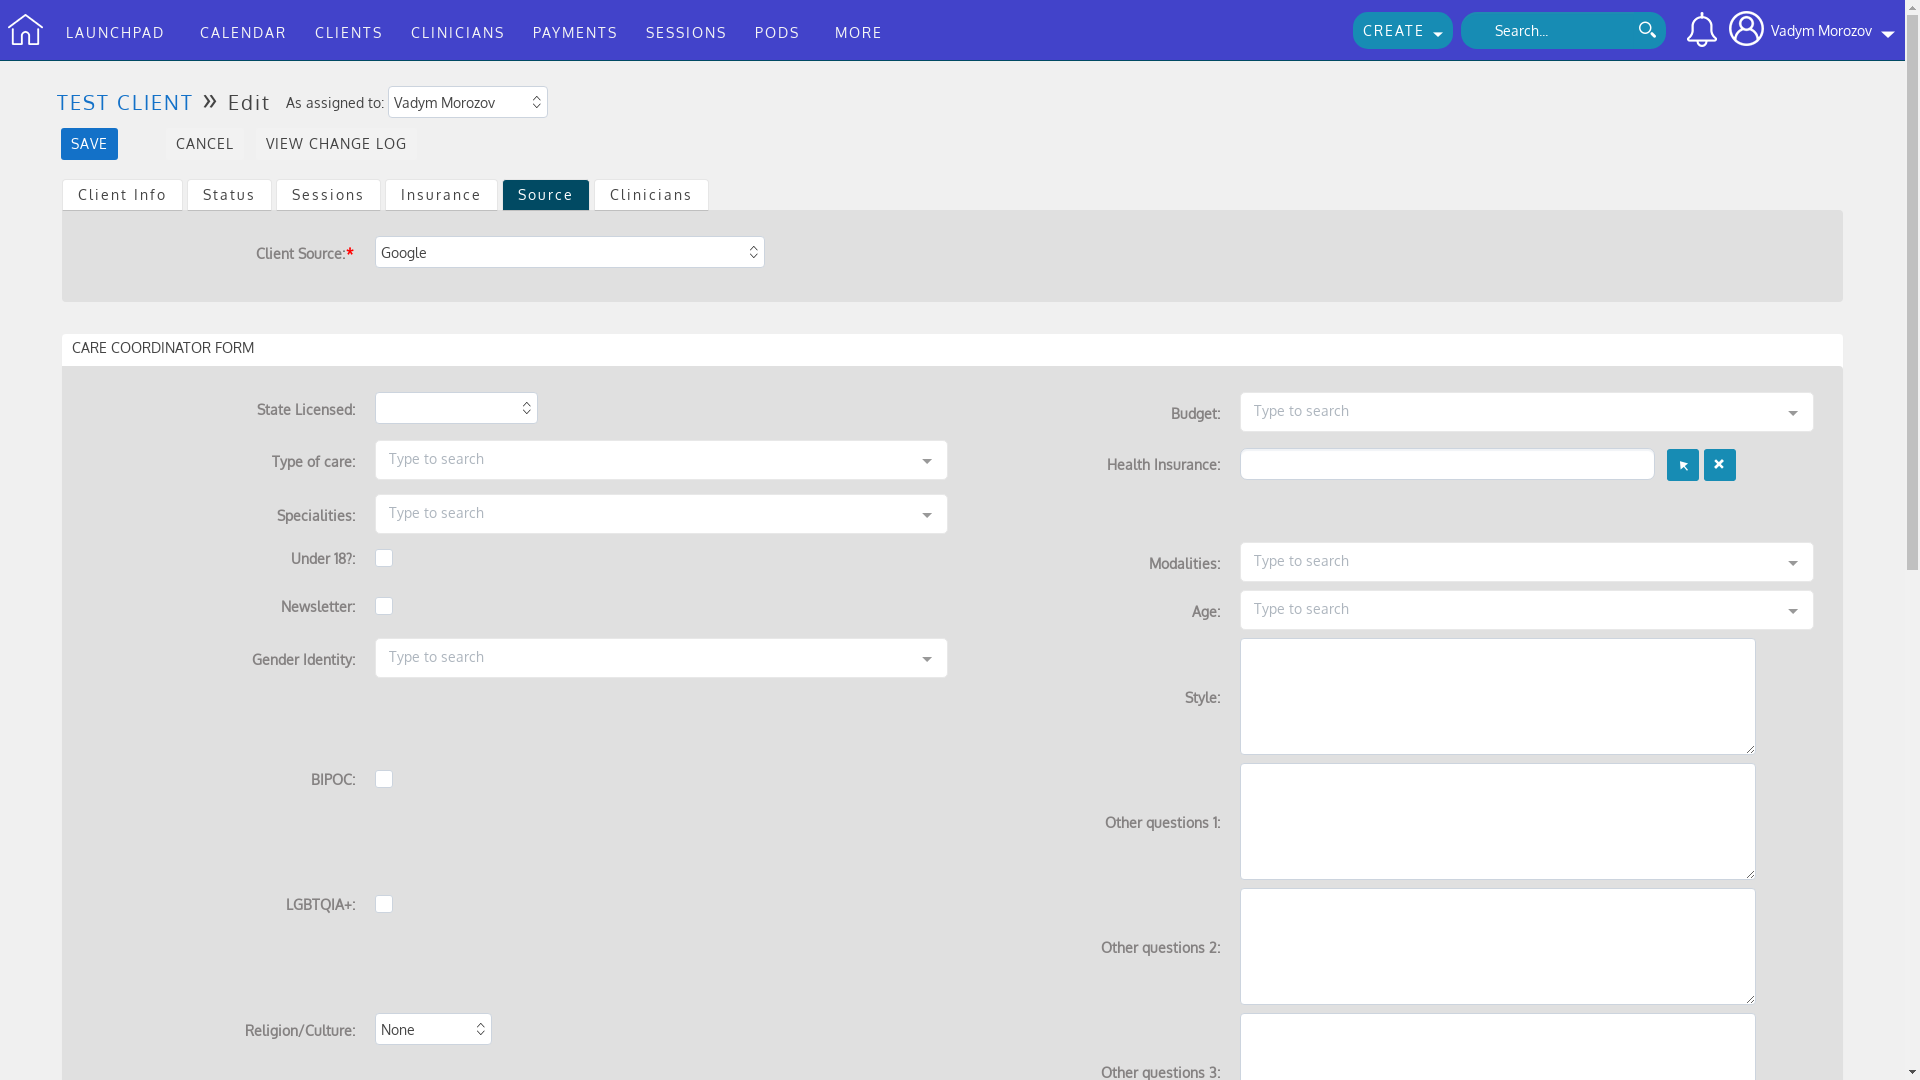 LAUNCHPAD CALENDAR CLIENTS CLINICIANS PAYMENTS SESSIONS PODS MORE CREATE Search... Vadym Morozov
TEST CLIENT » Edit As assigned to: Vadym Morozov
SAVE CANCEL VIEW CHANGE LOG
Client Info Status Sessions Insurance Source Clinicians
Client Source:* Google
CARE COORDINATOR FORM
State Licensed:
Budget: Type to search
Type of care: Type to search
Health Insurance:
Specialities: Type to search
Under 18?:
Modalities: Type to search
Newsletter:
Age: Type to search
Gender Identity: Type to search
Style:
BIPOC:
Other questions 1:
LGBTQIA+:
Other questions 2:
Religion/Culture: None
Other questions 3: